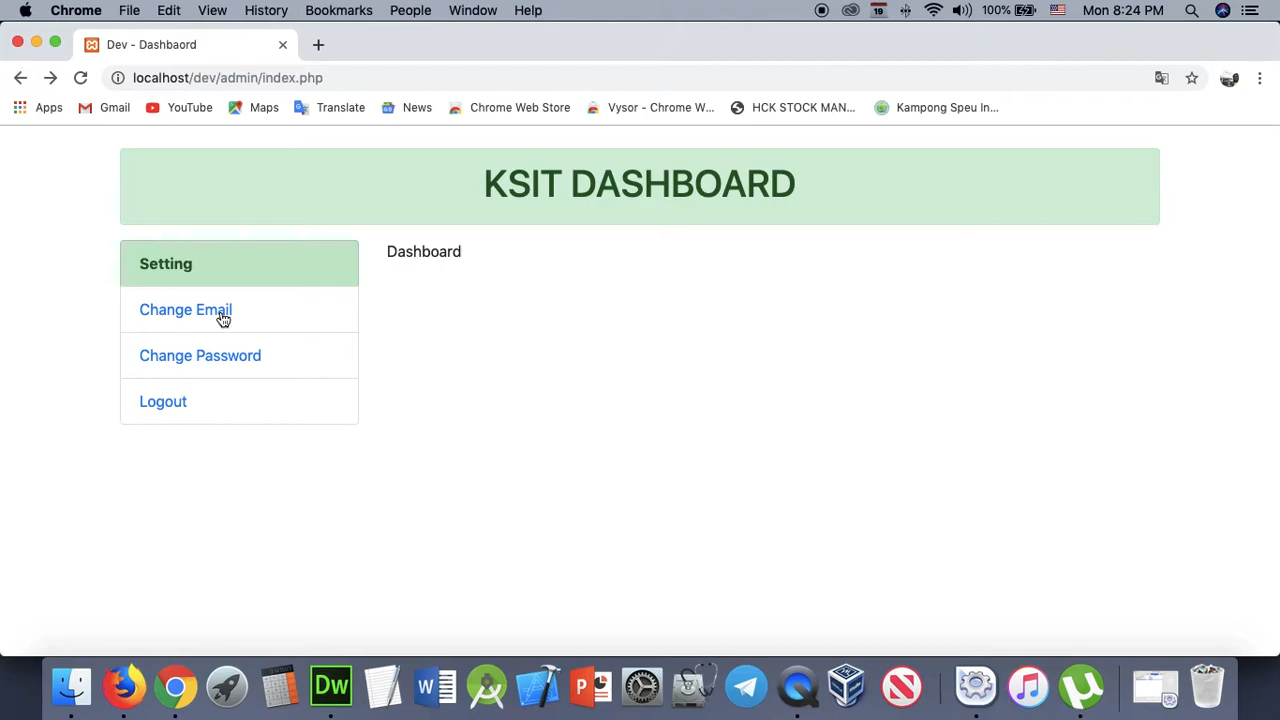 Chrome File Edit View History Bookmarks People Window Help 19 100% Mon 8:24 PM
Dev - Dashbaord
localhost/dev/admin/index.php
Apps Gmail YouTube Maps Translate News Chrome Web Store Vysor - Chrome W... HCK STOCK MAN... Kampong Speu In...
KSIT DASHBOARD
Setting
Dashboard
Change Email
Change Password
Logout
Dw W P